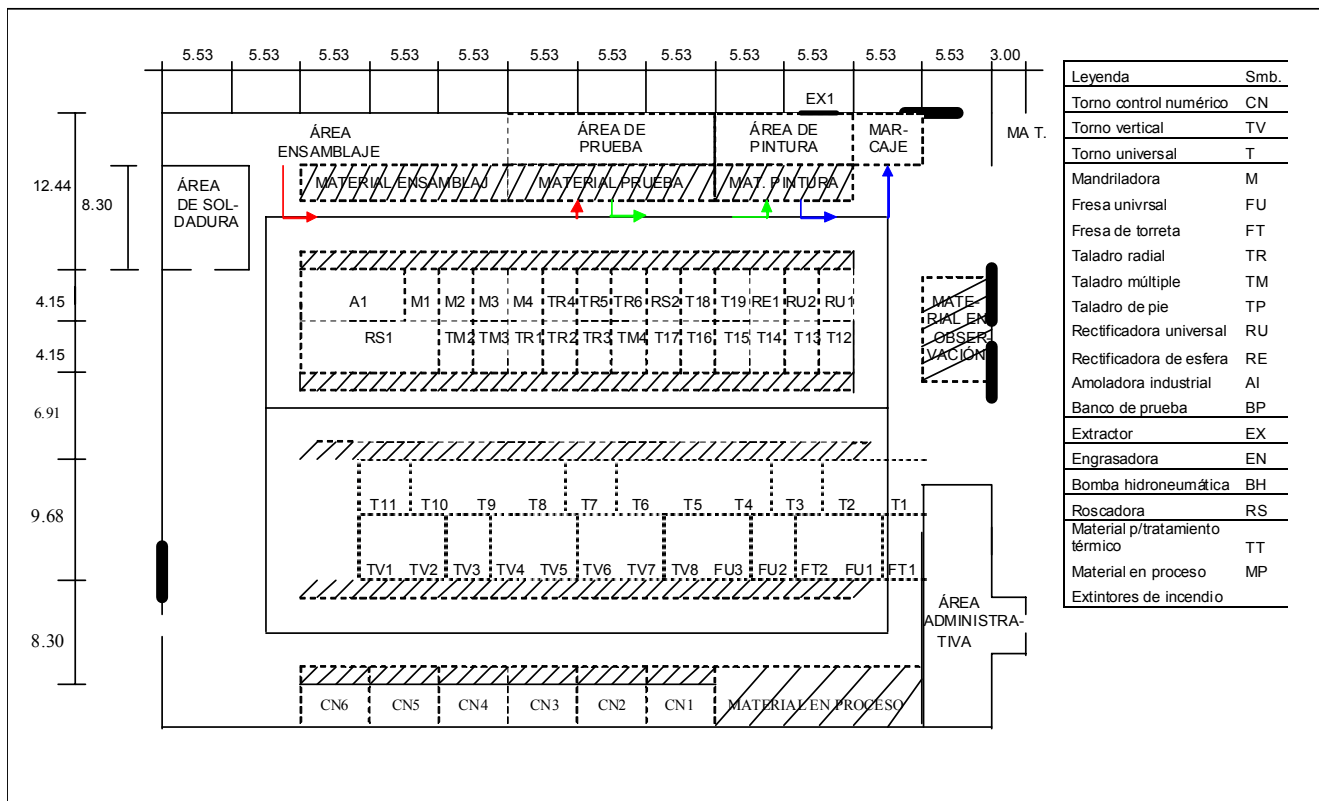 5.53 5.53 5.53 5.53 5.53 5.53 5.53 5.53 5.53 5.53 5.53 3.00
EX1
ÁREA
ENSAMBLAJE
ÁREA DE
PRUEBA
ÁREA DE
PINTURA
MAR-
CAJE
MA T.
12.44
8.30
ÁREA
DE SOL-
DADURA
MATERIAL ENSAMBLAJ
MATERIAL PRUEBA
MAT. PINTURA
4.15
A1 M1 M2 M3 M4 TR4 TR5 TR6 RS2 T18 T19 RE1 RU2 RU1
4.15
RS1 TM2 TM3 TR1 TR2 TR3 TM4 T17 T16 T15 T14 T13 T12
MATE-
RIAL EN
OBSER-
VACIÓN
6.91
9.68
T11 T10 T9 T8 T7 T6 T5 T4 T3 T2 T1
TV1 TV2 TV3 TV4 TV5 TV6 TV7 TV8 FU3 FU2 FT2 FU1 FT1
8.30
ÁREA
ADMINISTRA-
TIVA
CN6 CN5 CN4 CN3 CN2 CN1 MATERIAL EN PROCESO
Leyenda Smb.
Torno control numérico CN
Torno vertical TV
Torno universal T
Mandriladora M
Fresa univrsal FU
Fresa de torreta FT
Taladro radial TR
Taladro múltiple TM
Taladro de pie TP
Rectificadora universal RU
Rectificadora de esfera RE
Amoladora industrial AI
Banco de prueba BP
Extractor EX
Engrasadora EN
Bomba hidroneumática BH
Roscadora RS
Material p/tratamiento
térmico TT
Material en proceso MP
Extintores de incendio